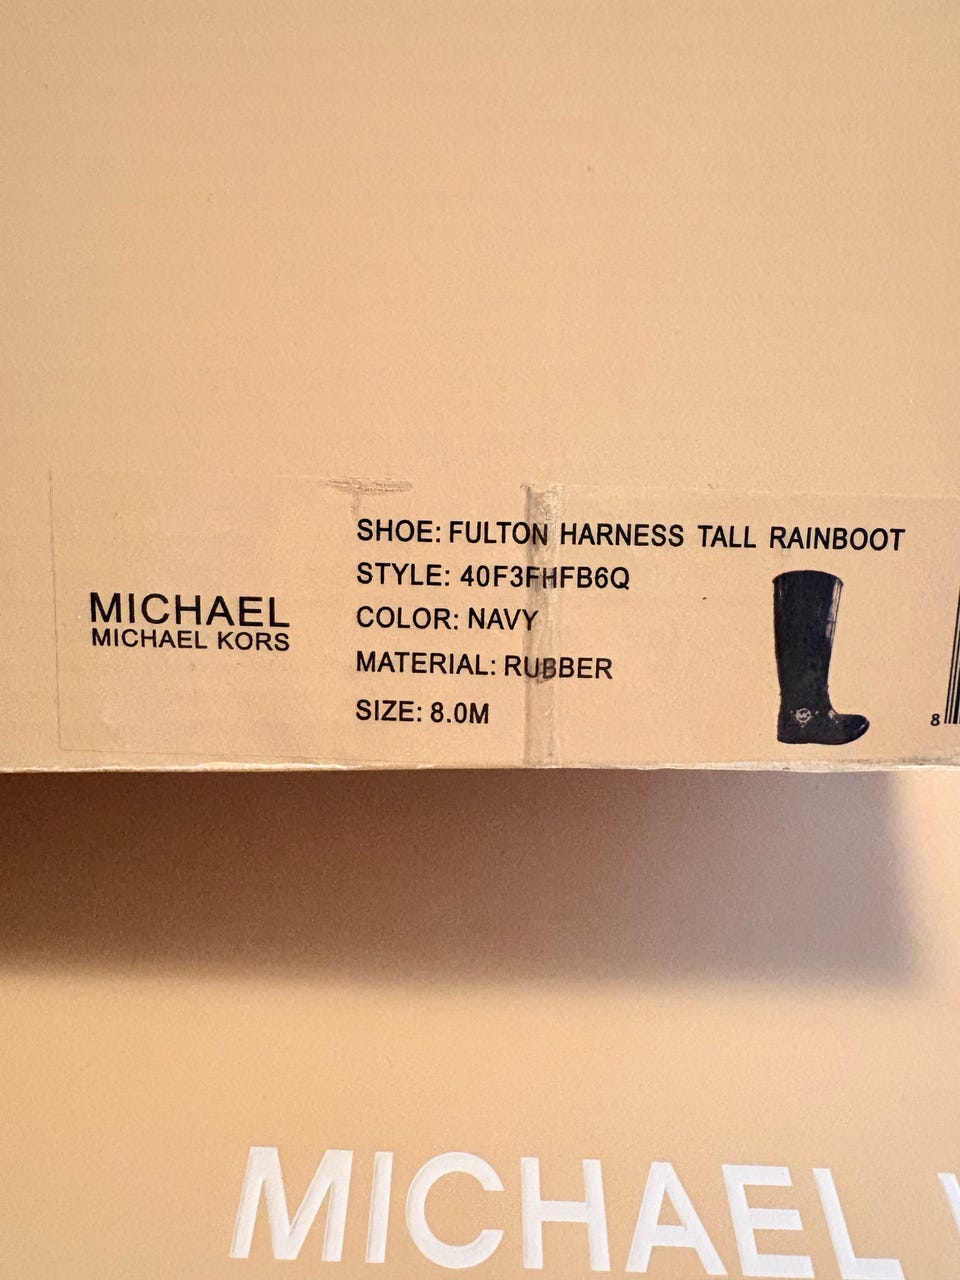 SHOE: FULTON HARNESS TALL RAINBOOT
STYLE: 40F3FHFB6Q
COLOR: NAVY
MATERIAL: RUBBER
SIZE: 8.0M
MICHAEL
MICHAEL KORS
8
MICHAEL